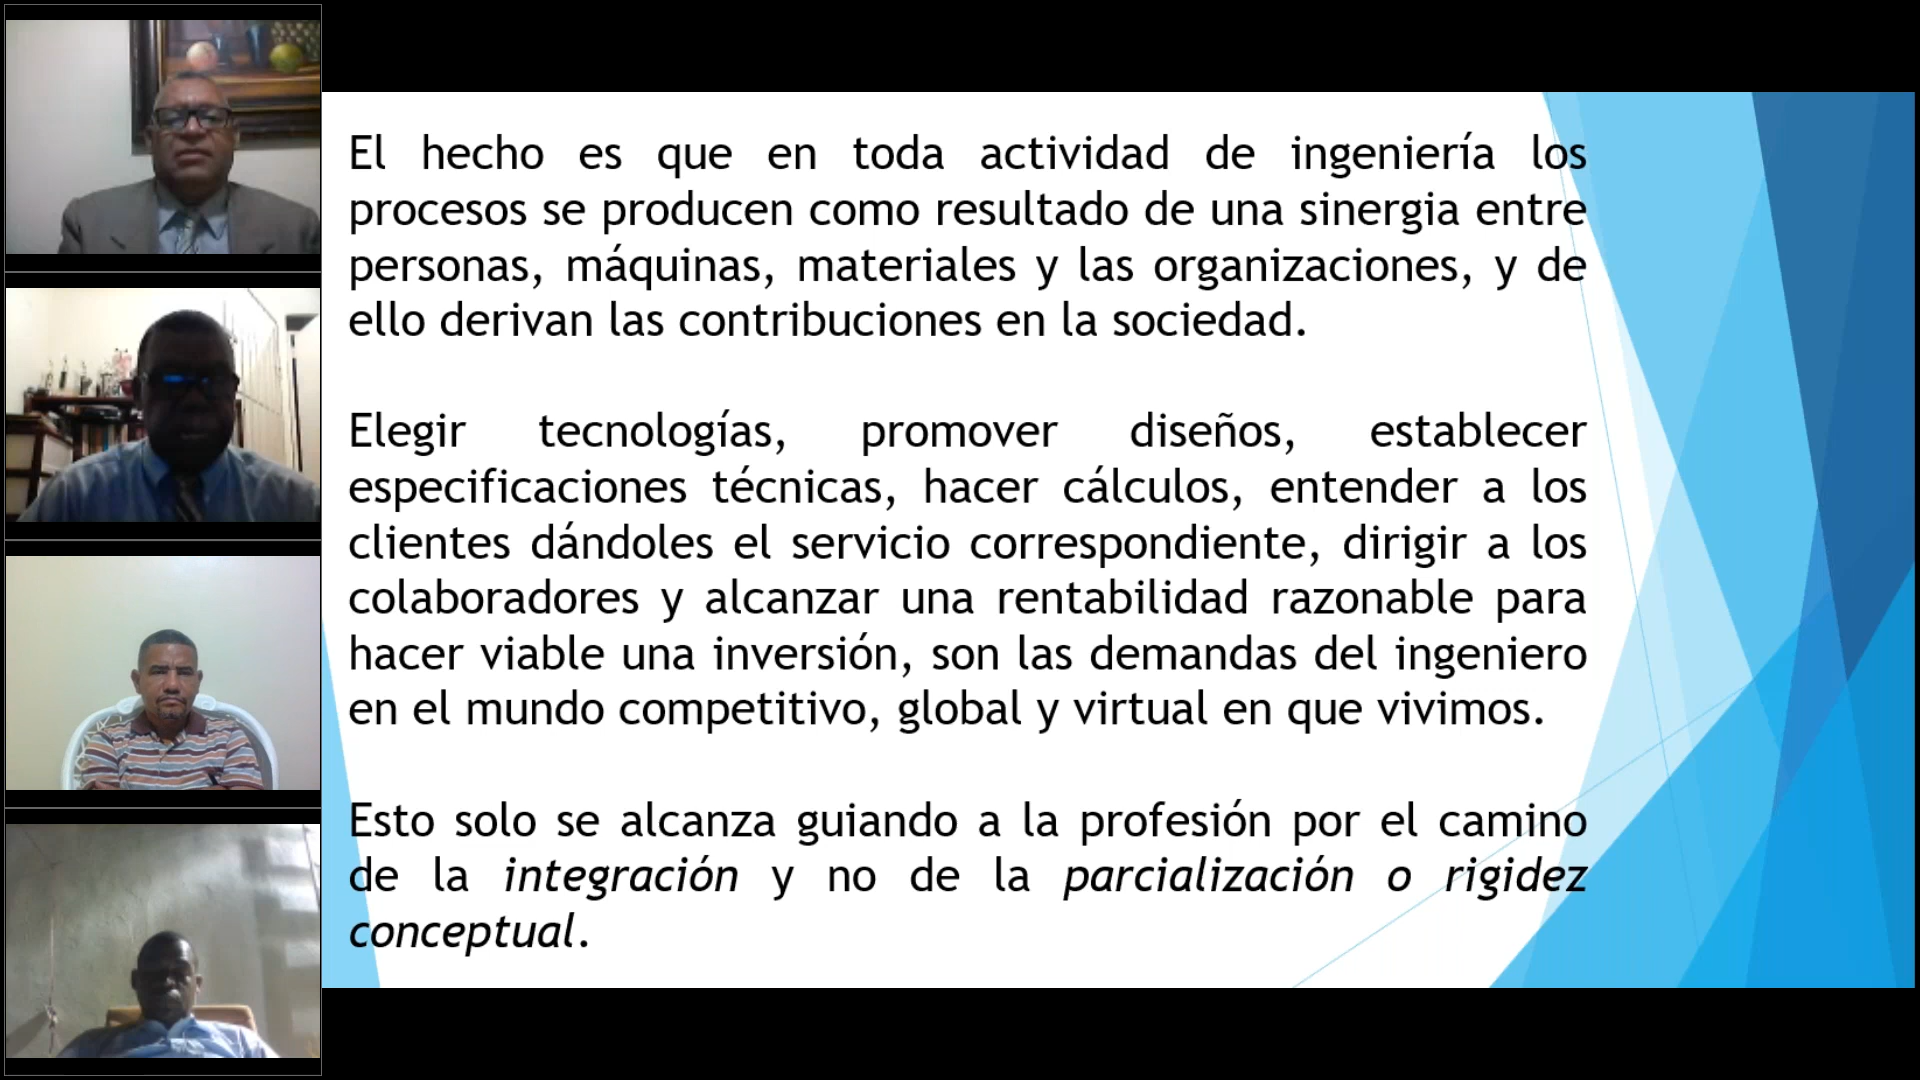 El hecho es que en toda actividad de ingeniería los
procesos se producen como resultado de una sinergia entre
personas, máquinas, materiales y las organizaciones, y de
ello derivan las contribuciones en la sociedad.
Elegir tecnologías, promover diseños, establecer
especificaciones técnicas, hacer cálculos, entender a los
clientes dándoles el servicio correspondiente, dirigir a los
colaboradores y alcanzar una rentabilidad razonable para
hacer viable una inversión, son las demandas del ingeniero
en el mundo competitivo, global y virtual en que vivimos.
Esto solo se alcanza guiando a la profesión por el camino
de la integración y no de la parcialización o rigidez
conceptual.